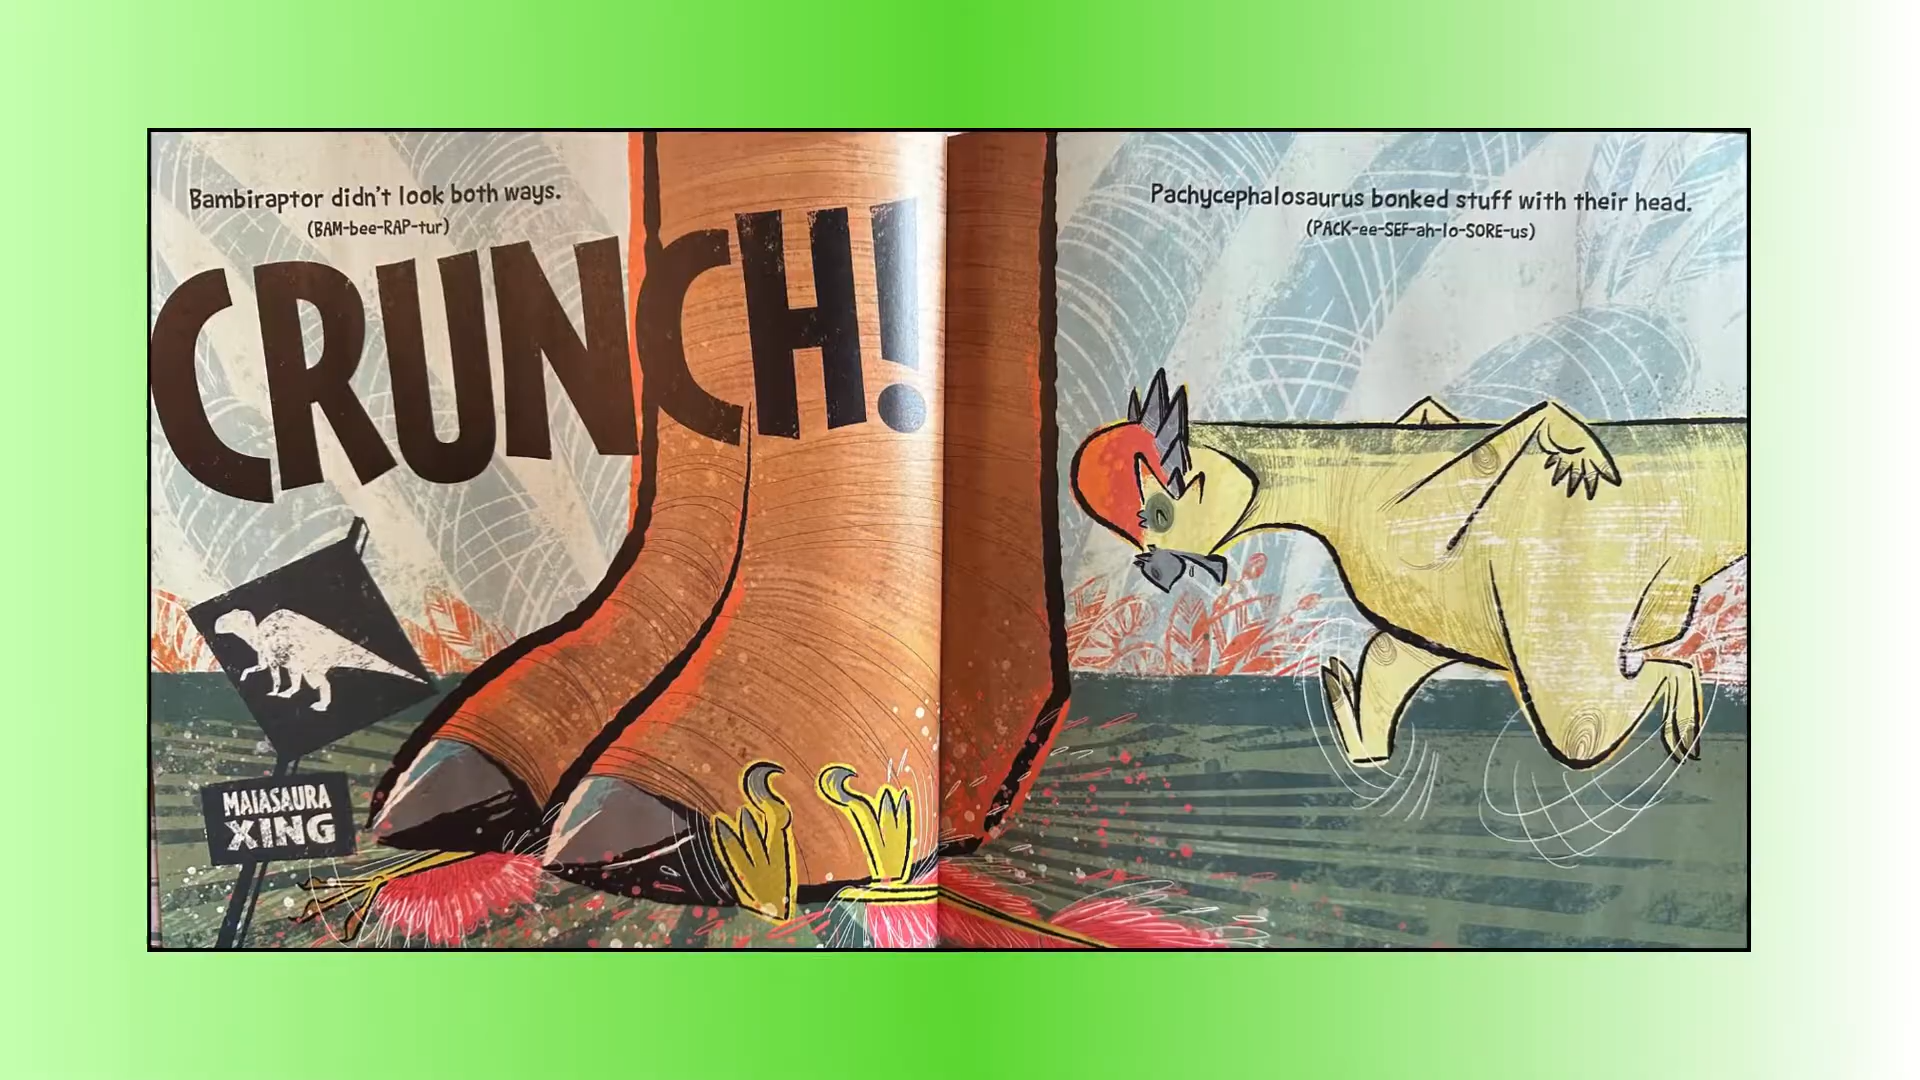 Bambiraptor didn't look both ways.
(BAM-bee-RAP-tur)
CRUNCH!
MAIASAURA
XING
Pachycephalosaurus bonked stuff with their head.
(PACK-ee-SEF-ah-lo-SORE-us)